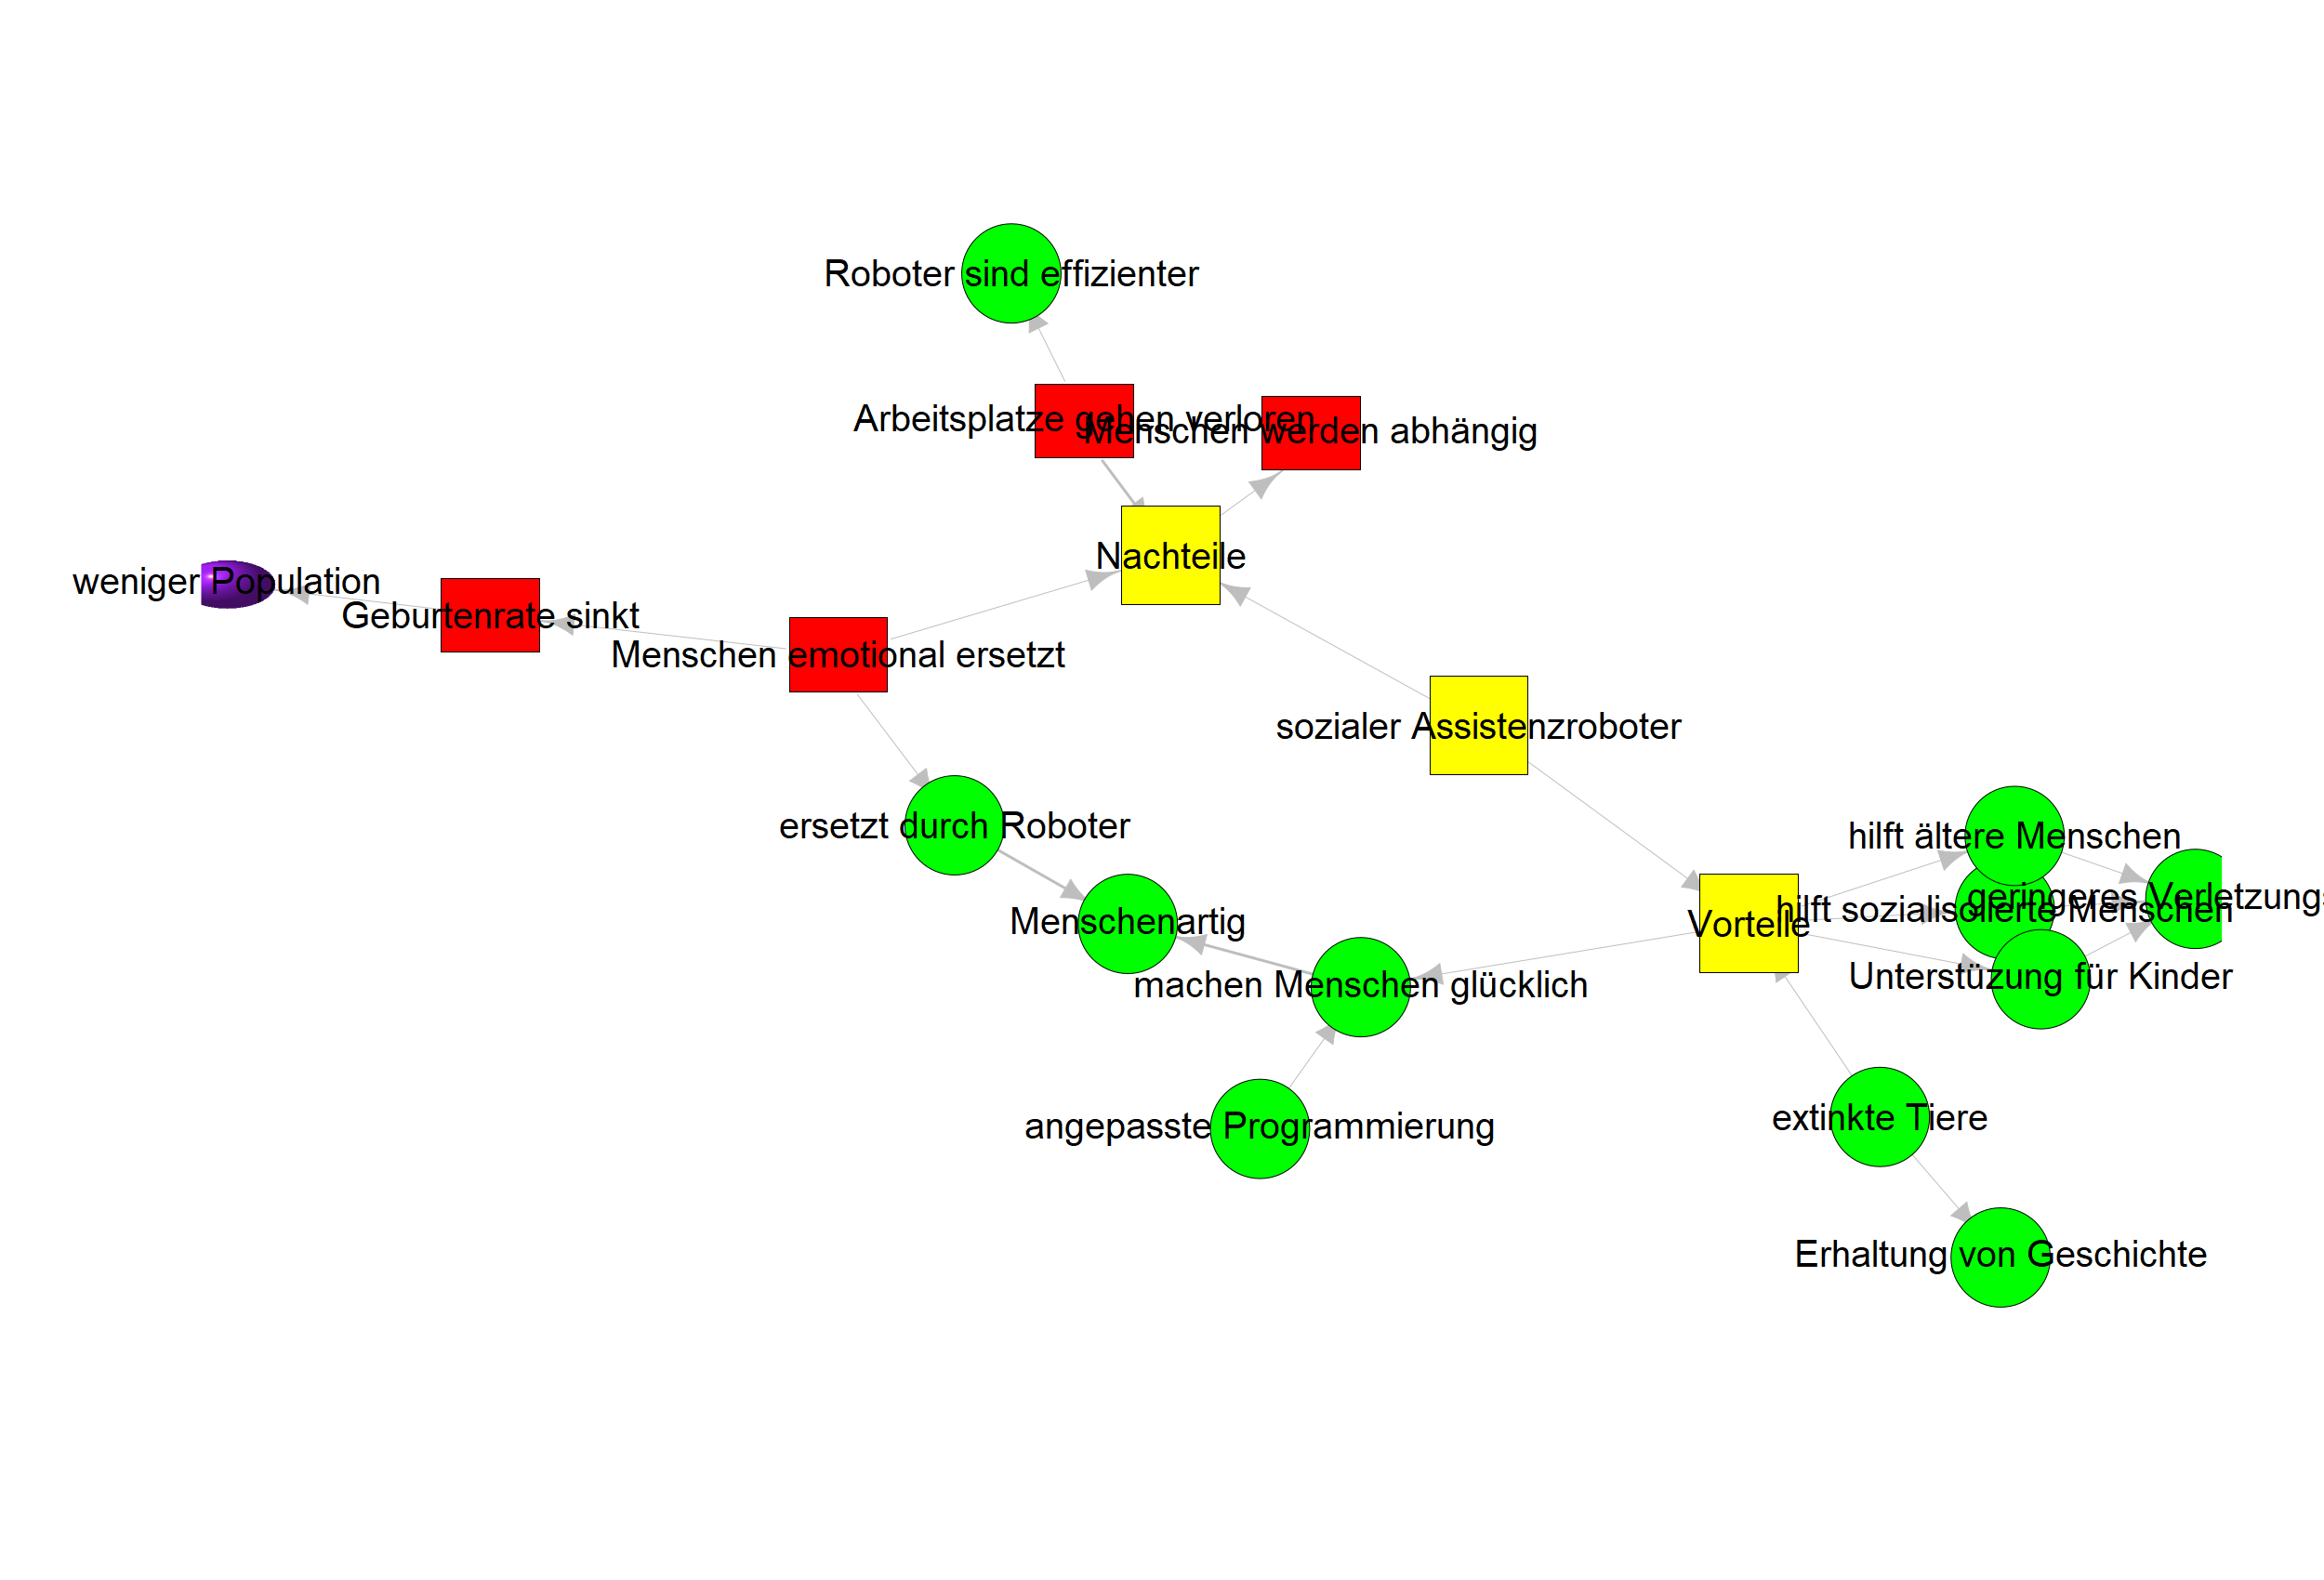 Roboter sind effizienter
Arbeitsplatze gehen verloren
Menschen werden abhängig
Nachteile
weniger Population
Geburtenrate sinkt
Menschen emotional ersetzt
sozialer Assistenzroboter
ersetzt durch Roboter
hilft ältere Menschen
geringeres
hilft sozialisolierte Menschen
Menschenartig
Vorteile
Unterstüzung für Kinder
machen Menschen glücklich
extinkte Tiere
angepasste Programmierung
Erhaltung von Geschichte